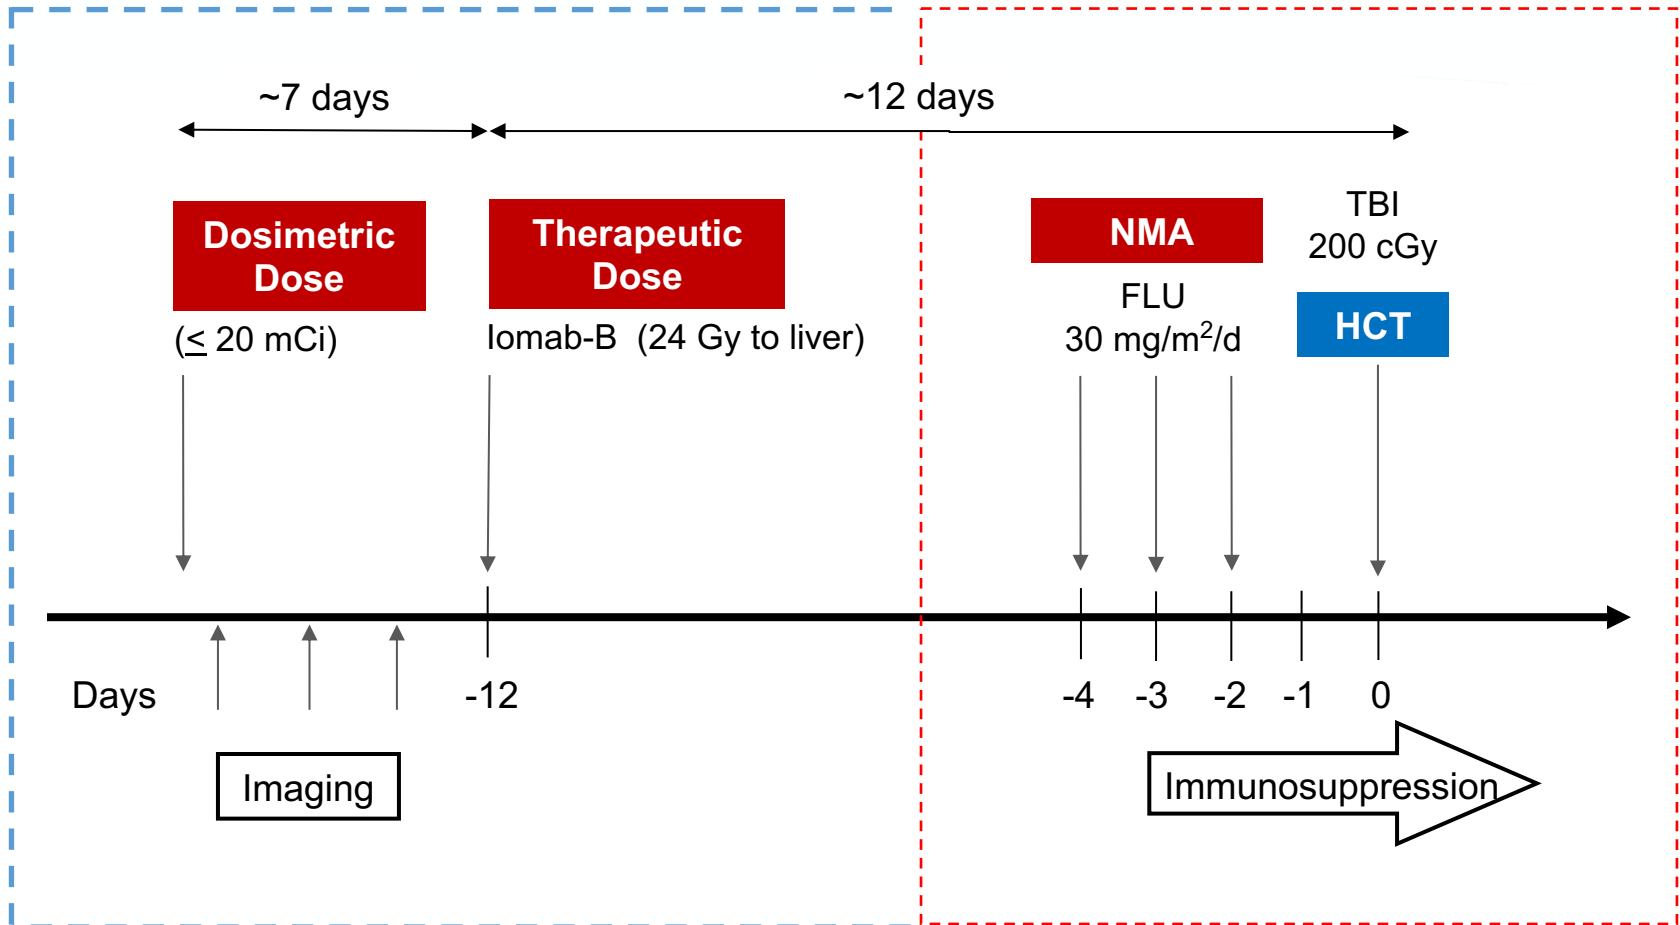 ~7 days
~12 days
Dosimetric
Dose
(≤ 20 mCi)
Therapeutic
Dose
Iomab-B (24 Gy to liver)
NMA
FLU
30 mg/m²/d
TBI
200 cGy
HCT
Days
-12
-4
-3
-2
-1
0
Imaging
Immunosuppression